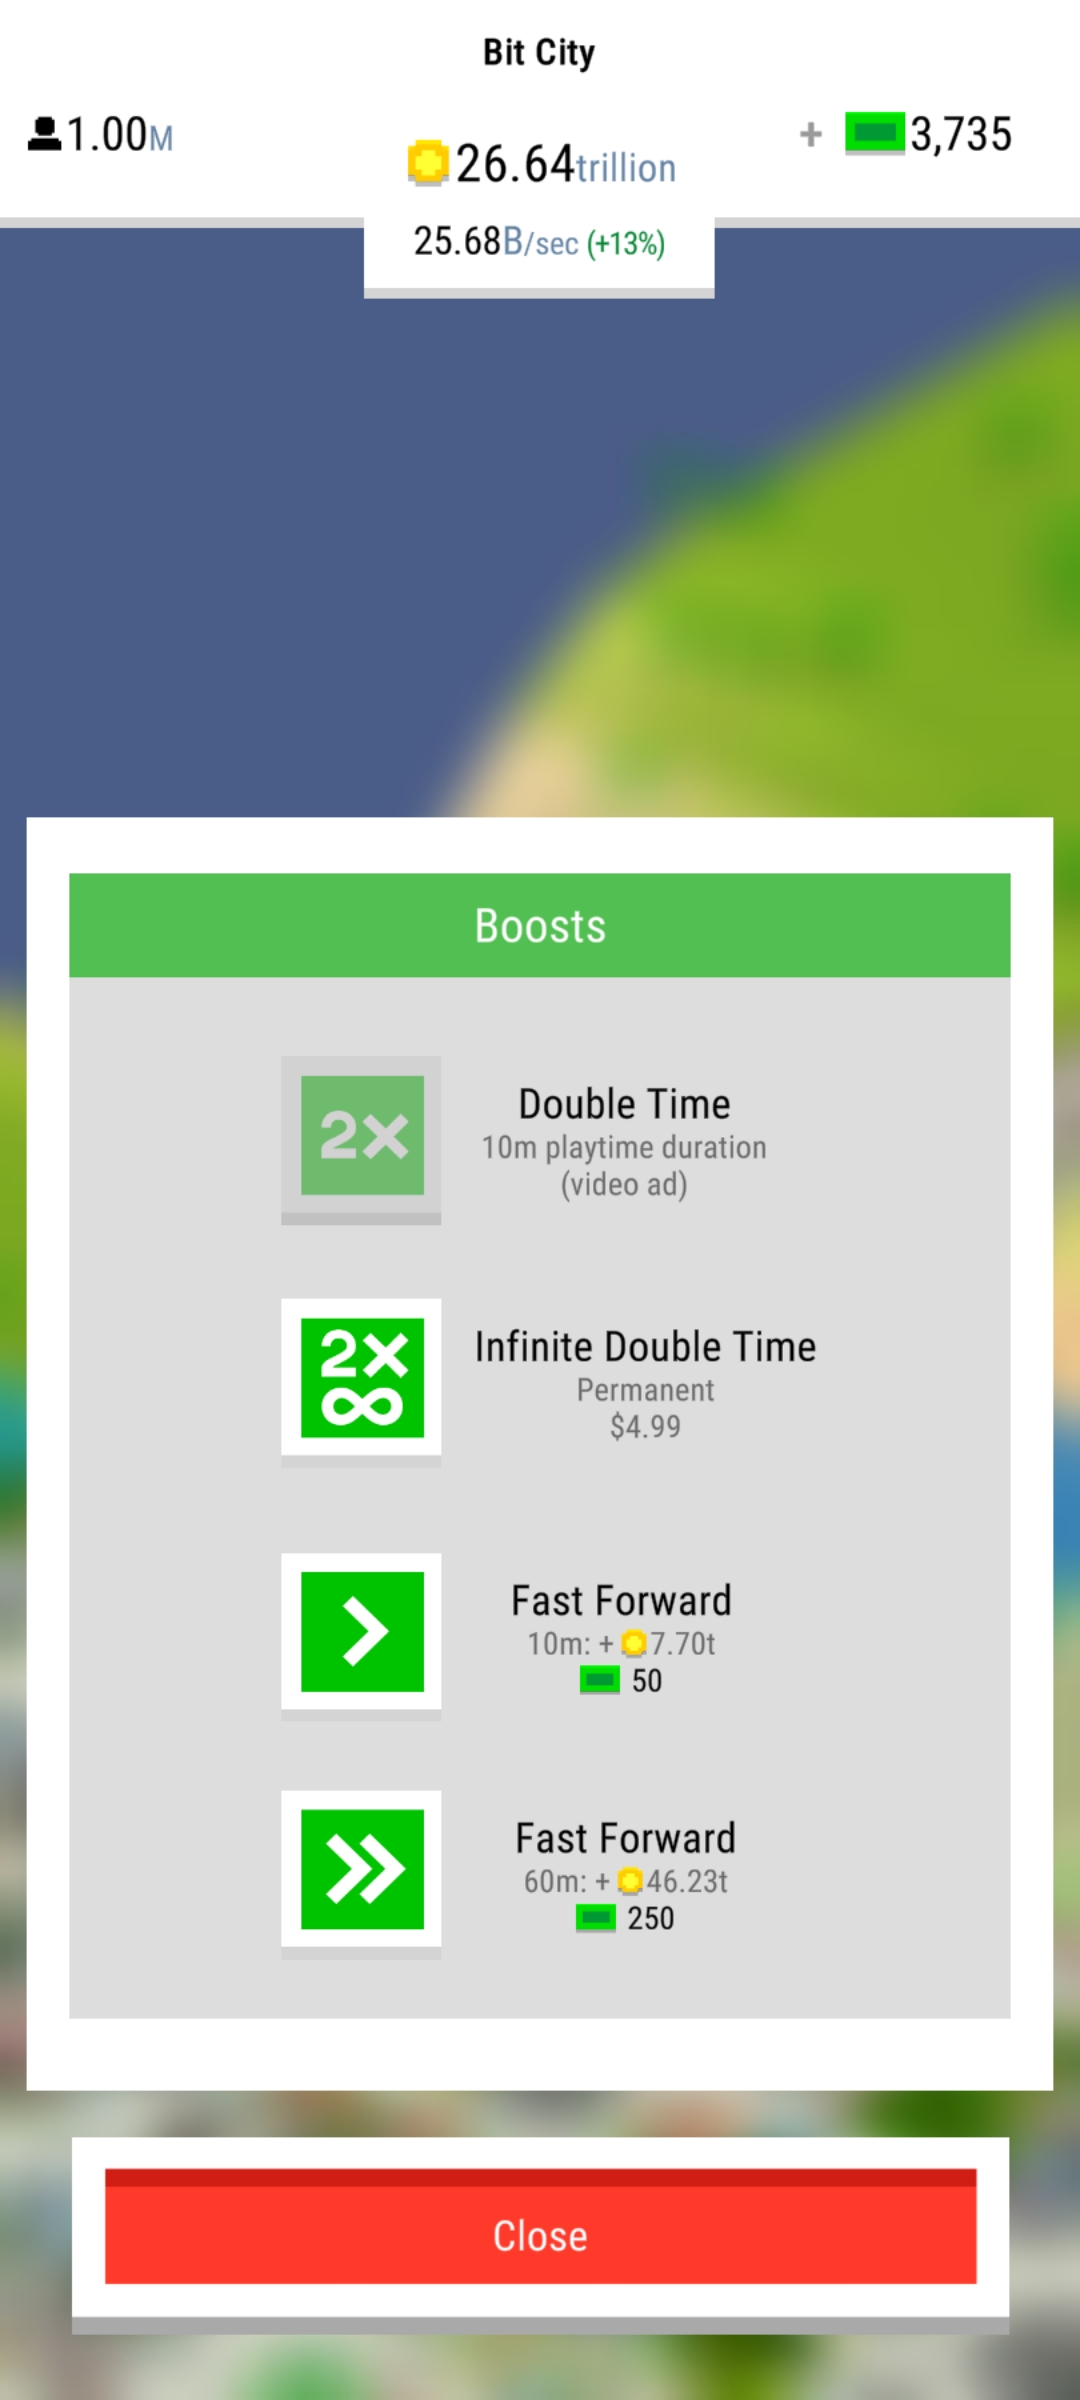 Bit City
1.00M
26.64trillion
+ 3,735
25.68B/sec (+13%)
Boosts
2×
Double Time
10m playtime duration
(video ad)
2×
∞
Infinite Double Time
Permanent
$4.99
Fast Forward
10m: + 7.70t
50
Fast Forward
60m: + 46.23t
250
Close